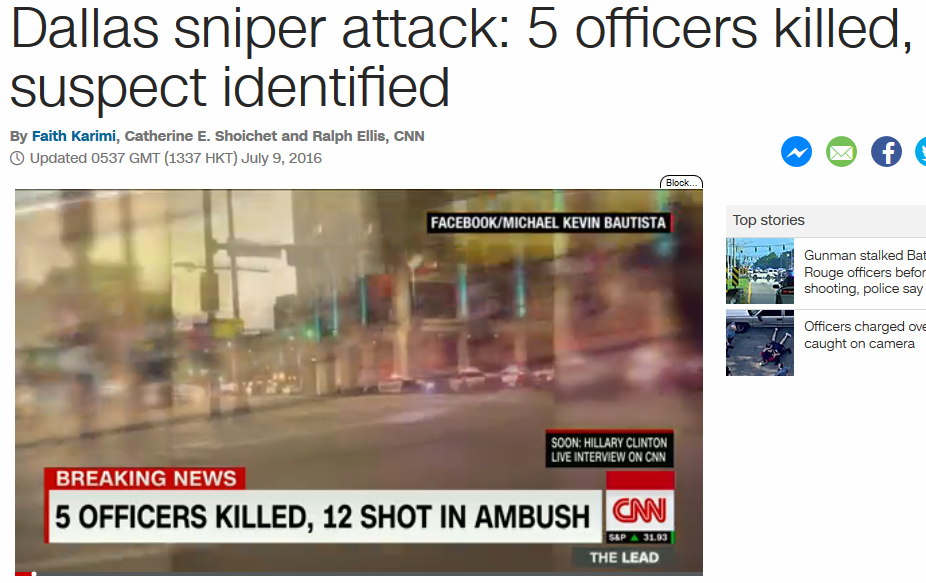 Dallas sniper attack: 5 officers killed,
suspect identified
By Faith Karimi, Catherine E. Shoichet and Ralph Ellis, CNN
Updated 0537 GMT (1337 HKT) July 9, 2016
Block...
FACEBOOK/MICHAEL KEVIN BAUTISTA
SOON: HILLARY CLINTON
LIVE INTERVIEW ON CNN
BREAKING NEWS
5 OFFICERS KILLED, 12 SHOT IN AMBUSH
CNN
S&P ▲ 31.93
THE LEAD
Top stories
Gunman stalked Bat
Rouge officers befor
shooting, police say
Officers charged ove
caught on camera